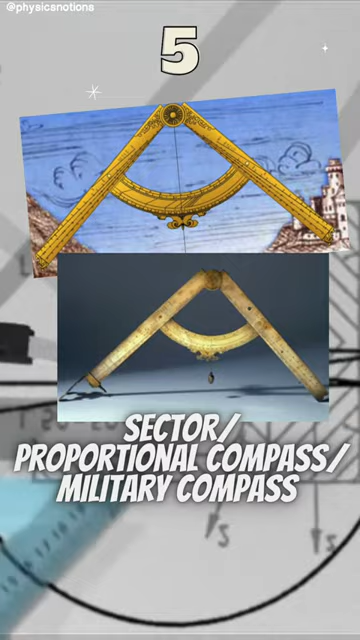 @physicsnotions
5
SECTOR/
PROPORTIONAL COMPASS/
MILITARY COMPASS
S
S